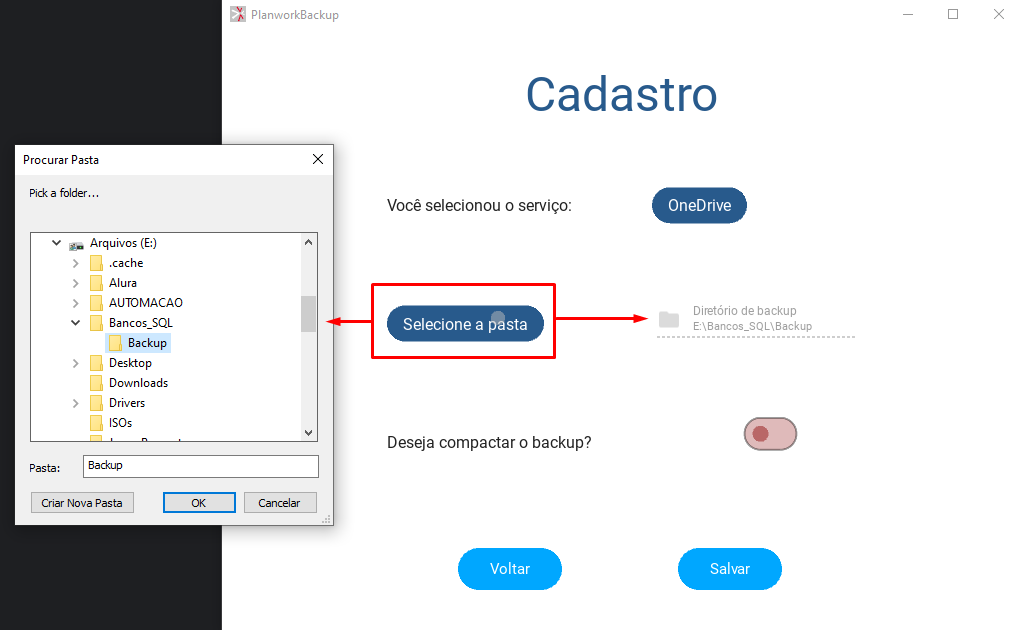 PlanworkBackup
Cadastro
Procurar Pasta
Pick a folder...
Arquivos (E:)
.cache
Alura
AUTOMACAO
Bancos_SQL
Backup
Desktop
Downloads
Drivers
ISOs
Pasta:
Backup
Criar Nova Pasta
OK
Cancelar
Você selecionou o serviço:
OneDrive
Selecione a pasta
Diretório de backup
E:\Bancos_SQL\Backup
Deseja compactar o backup?
Voltar
Salvar